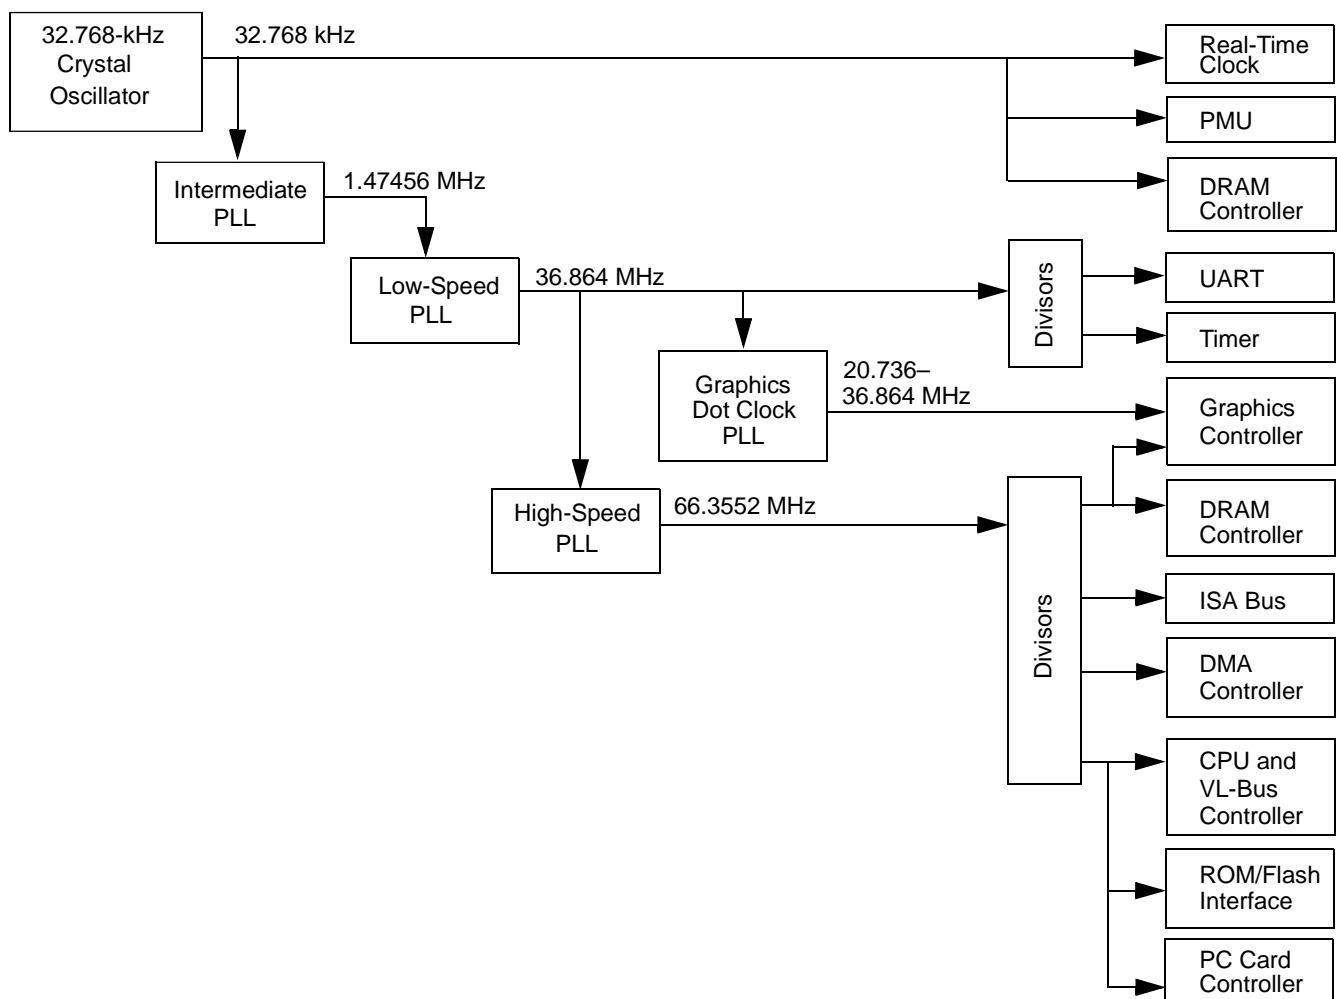 32.768-kHz
Crystal
Oscillator
32.768 kHz
Real-Time
Clock
PMU
DRAM
Controller
Intermediate
PLL
1.47456 MHz
Low-Speed
PLL
36.864 MHz
Divisors
UART
Timer
Graphics
Dot Clock
PLL
20.736–
36.864 MHz
Graphics
Controller
High-Speed
PLL
66.3552 MHz
Divisors
DRAM
Controller
ISA Bus
DMA
Controller
CPU and
VL-Bus
Controller
ROM/Flash
Interface
PC Card
Controller